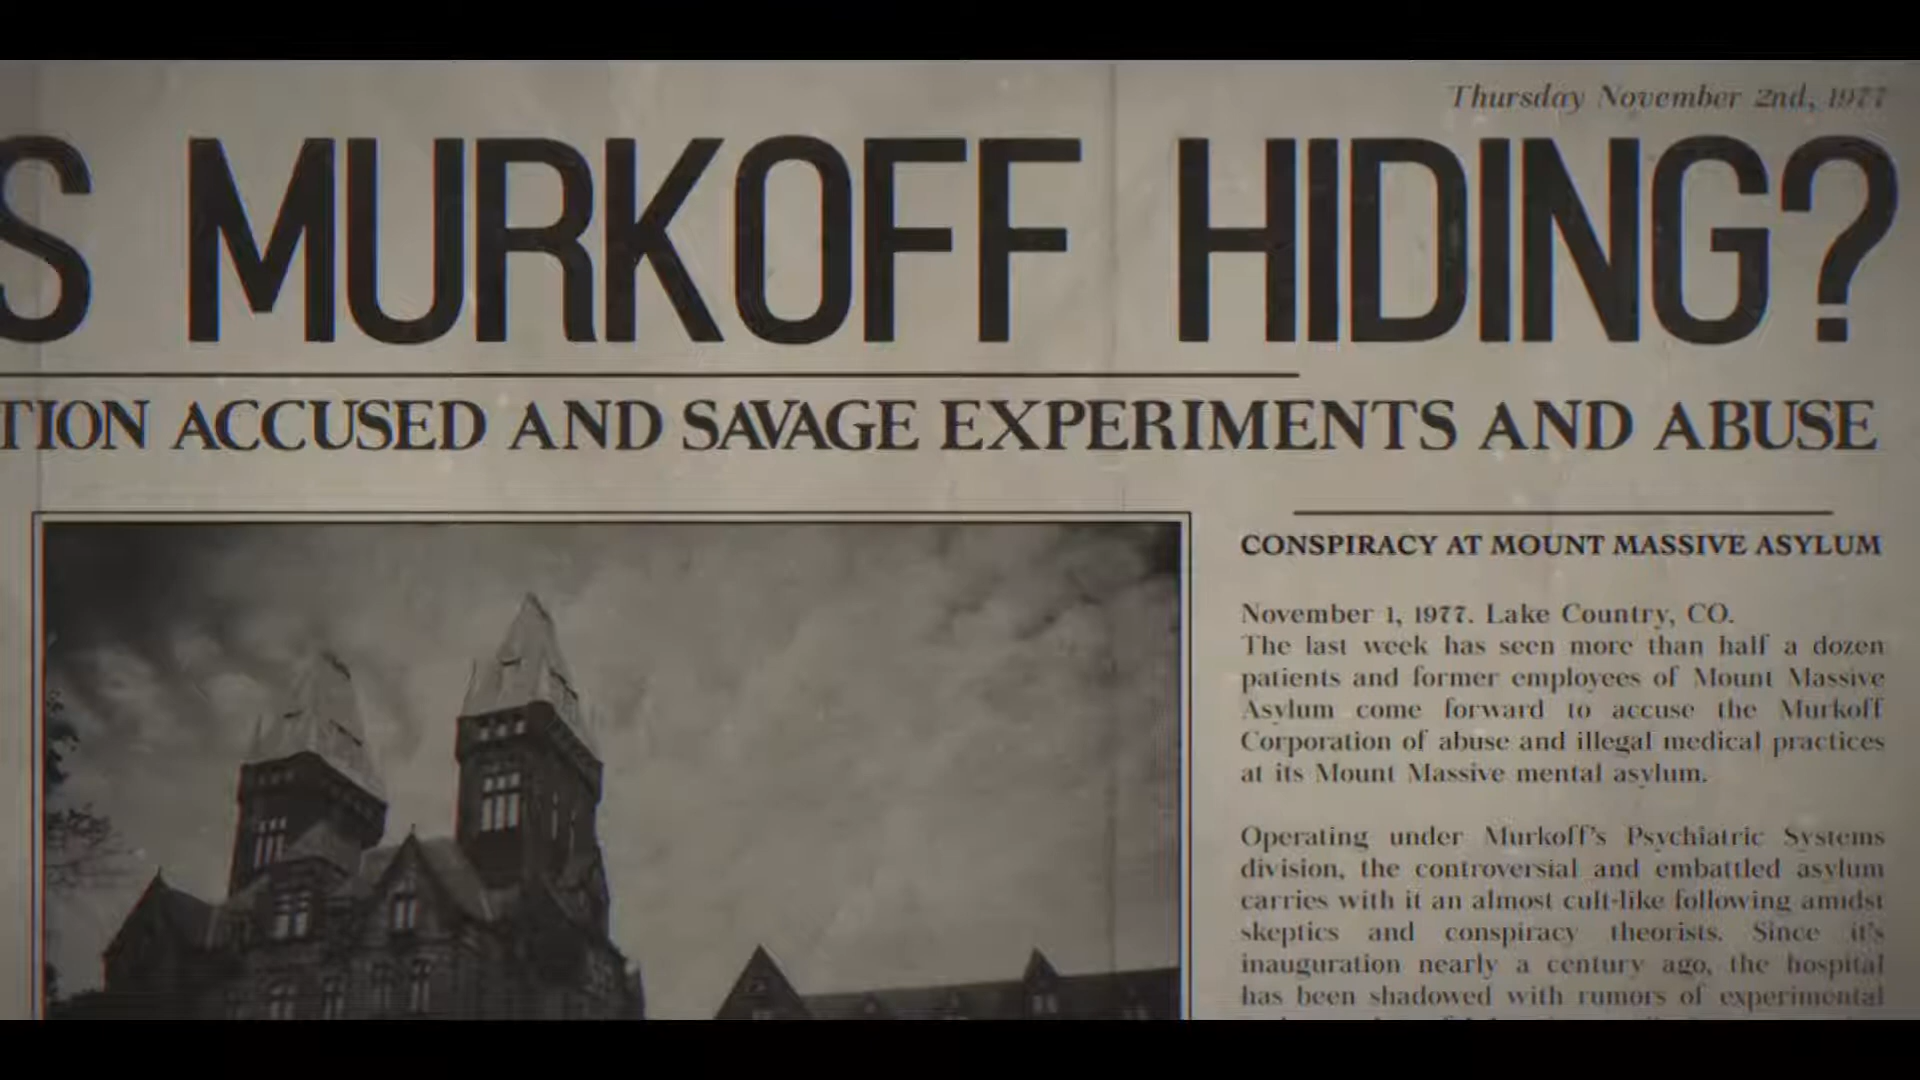 Thursday November 2nd, 1977
S MURKOFF HIDING?
TION ACCUSED AND SAVAGE EXPERIMENTS AND ABUSE
CONSPIRACY AT MOUNT MASSIVE ASYLUM
November 1, 1977. Lake Country, CO.
The last week has seen more than half a dozen
patients and former employees of Mount Massive
Asylum come forward to accuse the Murkoff
Corporation of abuse and illegal medical practices
at its Mount Massive mental asylum.
Operating under Murkoff's Psychiatric Systems
division, the controversial and embattled asylum
carries with it an almost cult-like following amidst
skeptics and conspiracy theorists. Since it's
inauguration nearly a century ago, the hospital
has been shadowed with rumors of experimental